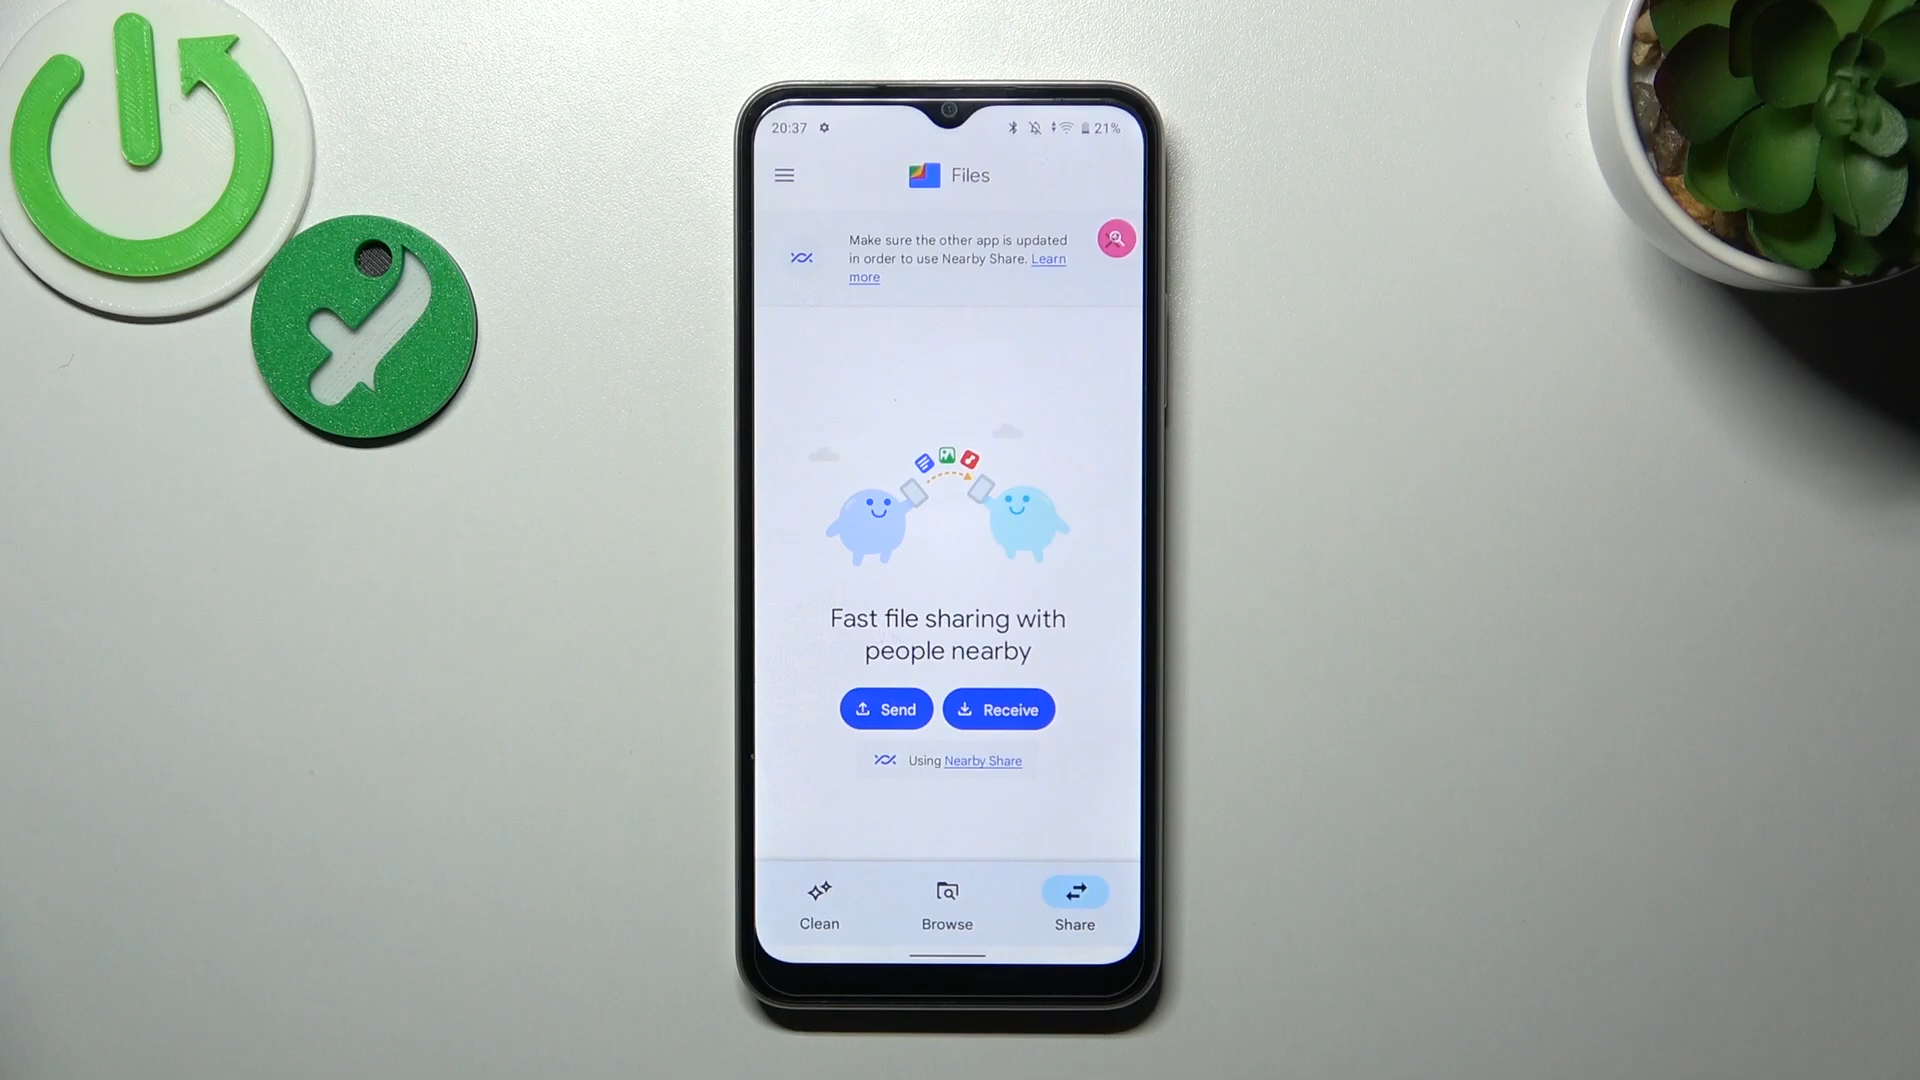 20:37
21%
Files
Make sure the other app is updated
in order to use Nearby Share. Learn
more
Fast file sharing with
people nearby
Send
Receive
Using Nearby Share
Clean
Browse
Share